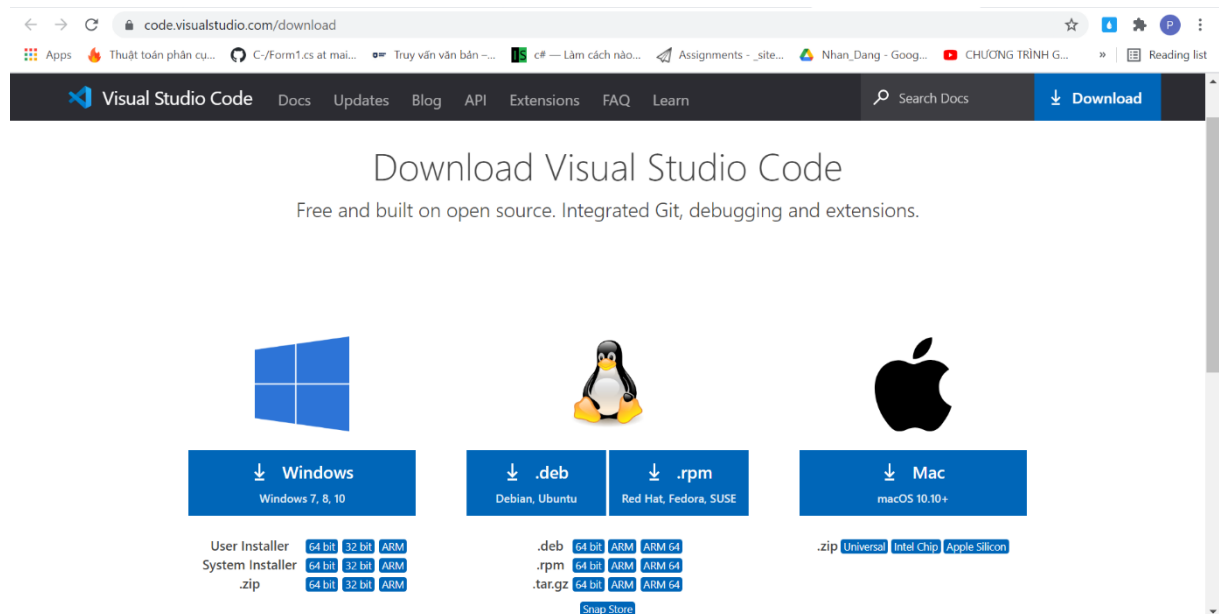 code.visualstudio.com/download
P
Apps Thuật toán phân cụ... C-/Form1.cs at mai... Truy vấn văn bản –... IS c# — Làm cách nào... Assignments - _site... Nhan_Dang - Goog... CHƯƠNG TRÌNH G... » Reading list
Visual Studio Code Docs Updates Blog API Extensions FAQ Learn Search Docs Download
Download Visual Studio Code
Free and built on open source. Integrated Git, debugging and extensions.
Windows
Windows 7, 8, 10
User Installer 64 bit 32 bit ARM
System Installer 64 bit 32 bit ARM
.zip 64 bit 32 bit ARM
.deb
Debian, Ubuntu
.rpm
Red Hat, Fedora, SUSE
.deb 64 bit ARM ARM 64
.rpm 64 bit ARM ARM 64
.tar.gz 64 bit ARM ARM 64
Snap Store
Mac
macOS 10.10+
.zip Universal Intel Chip Apple Silicon